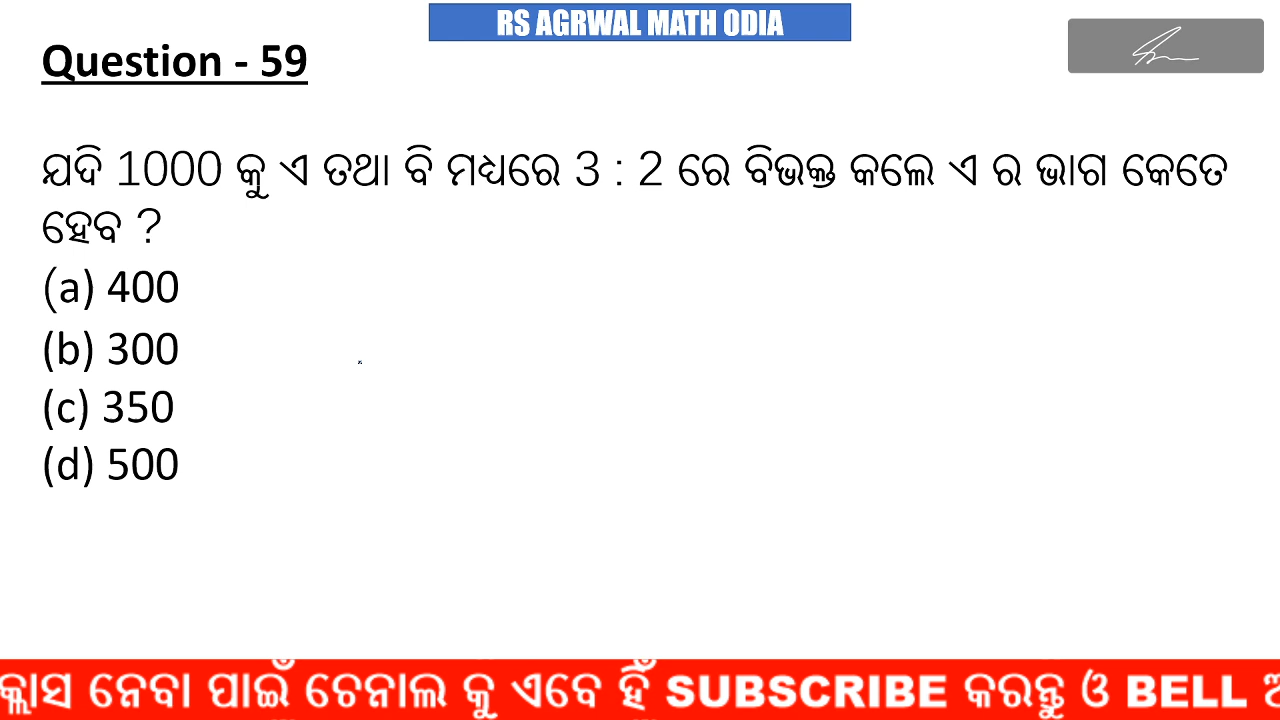 RS AGRWAL MATH ODIA
Question - 59
ଯଦି 1000 କୁ ଏ ତଥା ବି ମଧ୍ୟରେ 3 : 2 ରେ ବିଭକ୍ତ କଲେ ଏ ର ଭାଗ କେତେ
ହେବ ?
(a) 400
(b) 300
(c) 350
(d) 500
କ୍ଲାସ ନେବା ପାଇଁ ଚେନାଲ କୁ ଏବେ ହିଁ SUBSCRIBE କରନ୍ତୁ ଓ BELL